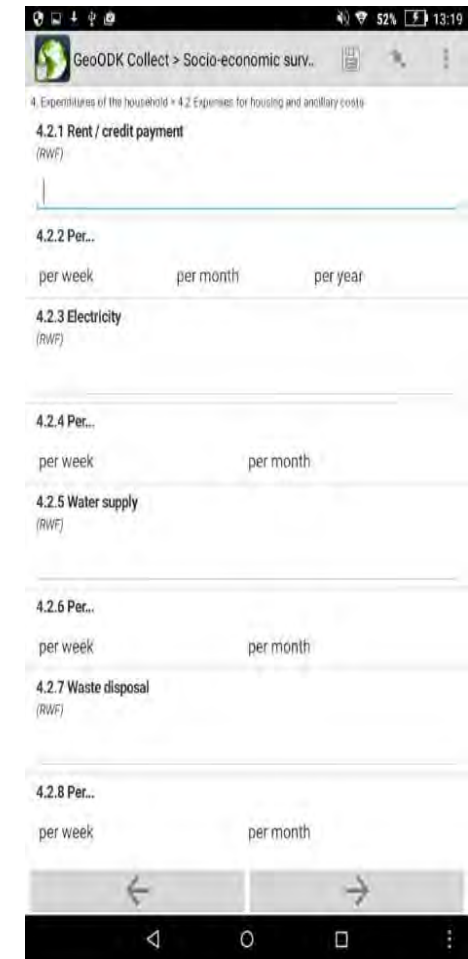 52% 13:19
GeoODK Collect > Socio-economic surv..
4. Expenditures of the household > 4.2 Expenses for housing and ancillary costs
4.2.1 Rent / credit payment
(RWF)
4.2.2 Per...
per week per month per year
4.2.3 Electricity
(RWF)
4.2.4 Per...
per week per month
4.2.5 Water supply
(RWF)
4.2.6 Per...
per week per month
4.2.7 Waste disposal
(RWF)
4.2.8 Per...
per week per month